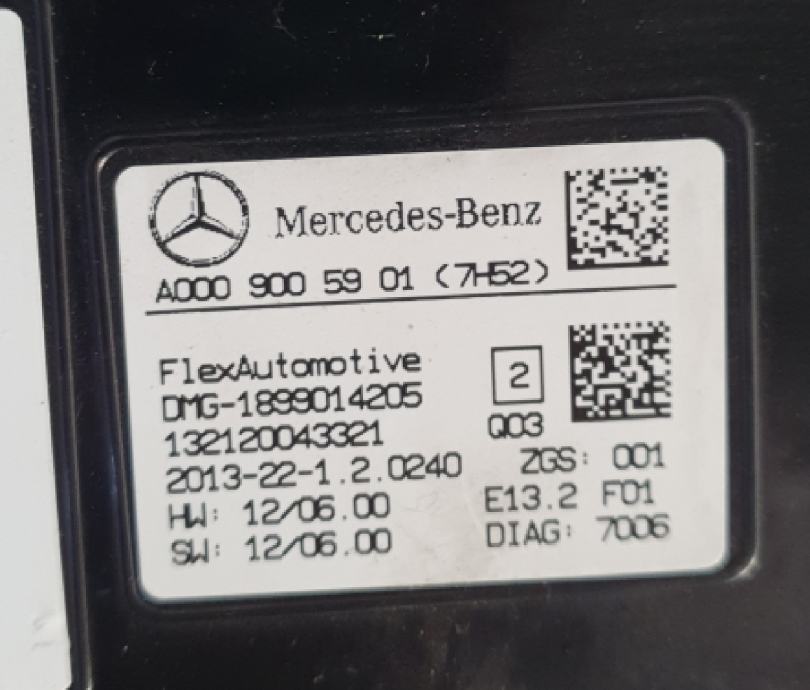 Mercedes-Benz
A000 900 59 01 (7H52)
FlexAutomotive
2
DMG-1899014205
132120043321
Q03
2013-22-1.2.0240
ZGS: 001
HW: 12/06.00
E13.2 F01
SW: 12/06.00
DIAG: 7006